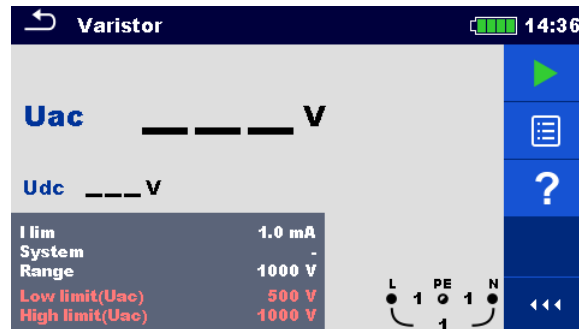 Varistor 14:36
Uac _ _ _ V
Udc _ _ _ V
?
I lim 1.0 mA
System -
Range 1000 V
Low limit(Uac) 500 V
High limit(Uac) 1000 V
L PE N
1 1
1